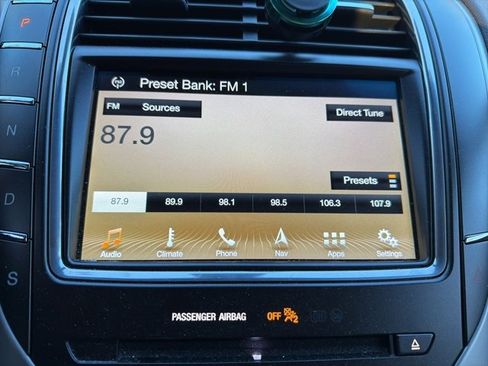 P
Preset Bank: FM 1
R
FM Sources
Direct Tune
87.9
N
Presets
D
87.9 89.9 98.1 98.5 106.3 107.9
Audio Climate Phone Nav Apps Settings
S
PASSENGER AIRBAG OFF 2